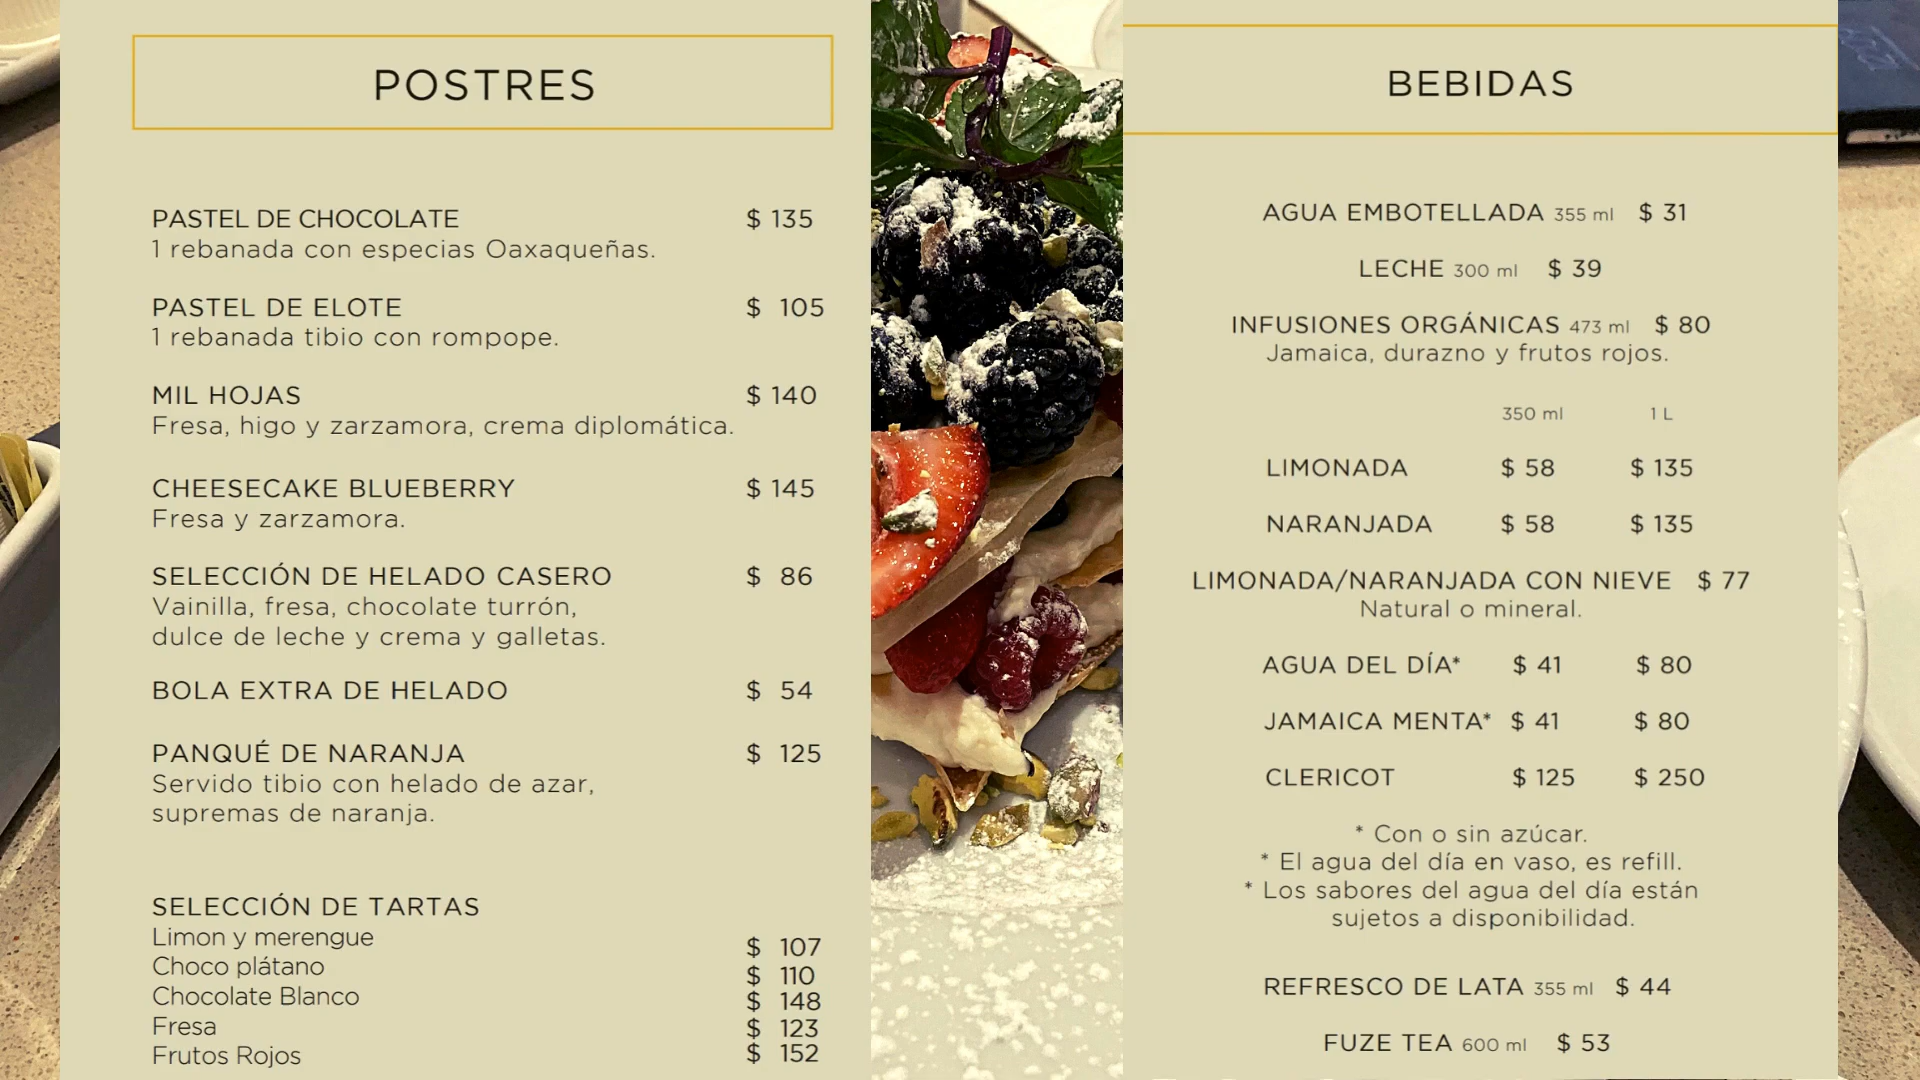 POSTRES
PASTEL DE CHOCOLATE $ 135
1 rebanada con especias Oaxaqueñas.
PASTEL DE ELOTE $ 105
1 rebanada tibio con rompope.
MIL HOJAS $ 140
Fresa, higo y zarzamora, crema diplomática.
CHEESECAKE BLUEBERRY $ 145
Fresa y zarzamora.
SELECCIÓN DE HELADO CASERO $ 86
Vainilla, fresa, chocolate turrón,
dulce de leche y crema y galletas.
BOLA EXTRA DE HELADO $ 54
PANQUÉ DE NARANJA $ 125
Servido tibio con helado de azar,
supremas de naranja.
SELECCIÓN DE TARTAS
Limon y merengue $ 107
Choco plátano $ 110
Chocolate Blanco $ 148
Fresa $ 123
Frutos Rojos $ 152
BEBIDAS
AGUA EMBOTELLADA 355 ml $ 31
LECHE 300 ml $ 39
INFUSIONES ORGÁNICAS 473 ml $ 80
Jamaica, durazno y frutos rojos.
350 ml 1 L
LIMONADA $ 58 $ 135
NARANJADA $ 58 $ 135
LIMONADA/NARANJADA CON NIEVE $ 77
Natural o mineral.
AGUA DEL DÍA* $ 41 $ 80
JAMAICA MENTA* $ 41 $ 80
CLERICOT $ 125 $ 250
* Con o sin azúcar.
* El agua del día en vaso, es refill.
* Los sabores del agua del día están
sujetos a disponibilidad.
REFRESCO DE LATA 355 ml $ 44
FUZE TEA 600 ml $ 53